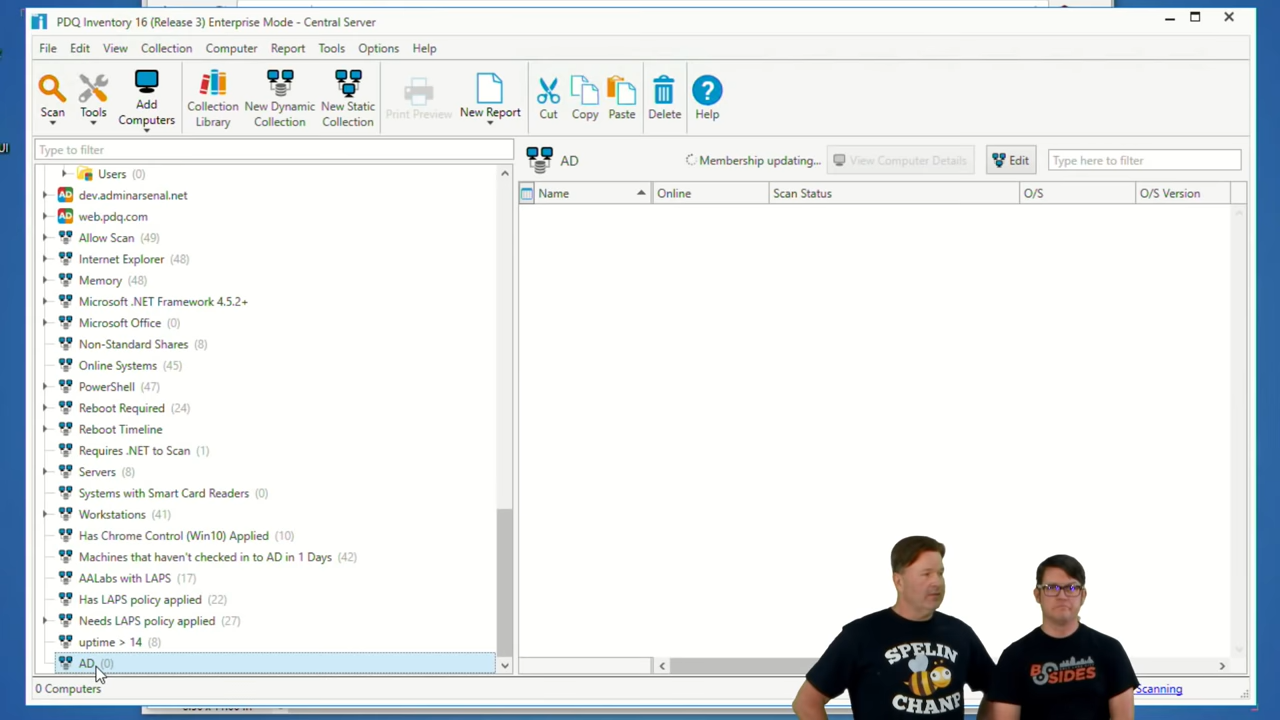 PDQ Inventory 16 (Release 3) Enterprise Mode - Central Server
File Edit View Collection Computer Report Tools Options Help
Scan
Tools
Add Computers
Collection Library
New Dynamic Collection
New Static Collection
Print Preview
New Report
Cut
Copy
Paste
Delete
Help
Type to filter
AD
Membership updating...
View Computer Details
Edit
Type here to filter
Name Online Scan Status O/S O/S Version
Users (0)
AD dev.adminarsenal.net
AD web.pdq.com
Allow Scan (49)
Internet Explorer (48)
Memory (48)
Microsoft .NET Framework 4.5.2+
Microsoft Office (0)
Non-Standard Shares (8)
Online Systems (45)
PowerShell (47)
Reboot Required (24)
Reboot Timeline
Requires .NET to Scan (1)
Servers (8)
Systems with Smart Card Readers (0)
Workstations (41)
Has Chrome Control (Win10) Applied (10)
Machines that haven't checked in to AD in 1 Days (42)
AALabs with LAPS (17)
Has LAPS policy applied (22)
Needs LAPS policy applied (27)
uptime > 14 (8)
AD (0)
0 Computers
Scanning
SPELIN
CHANP
BSIDES